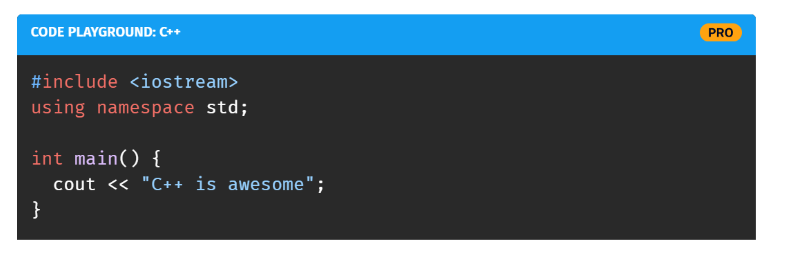 CODE PLAYGROUND: C++
PRO
#include <iostream>
using namespace std;

int main() {
  cout << "C++ is awesome";
}